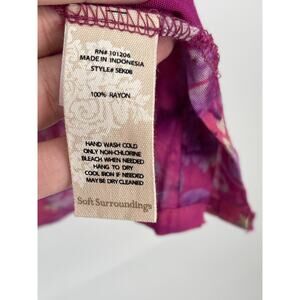 RN# 101206
MADE IN INDONESIA
STYLE# SEK08
100% RAYON
HAND WASH COLD
ONLY NON-CHLORINE
BLEACH WHEN NEEDED
HANG TO DRY
COOL IRON IF NEEDED
MAY BE DRY CLEANED
Soft Surroundings